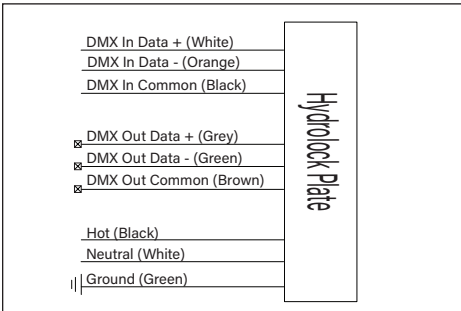 DMX In Data + (White)
DMX In Data - (Orange)
DMX In Common (Black)
DMX Out Data + (Grey)
DMX Out Data - (Green)
DMX Out Common (Brown)
Hot (Black)
Neutral (White)
Ground (Green)
Hydrolock Plate